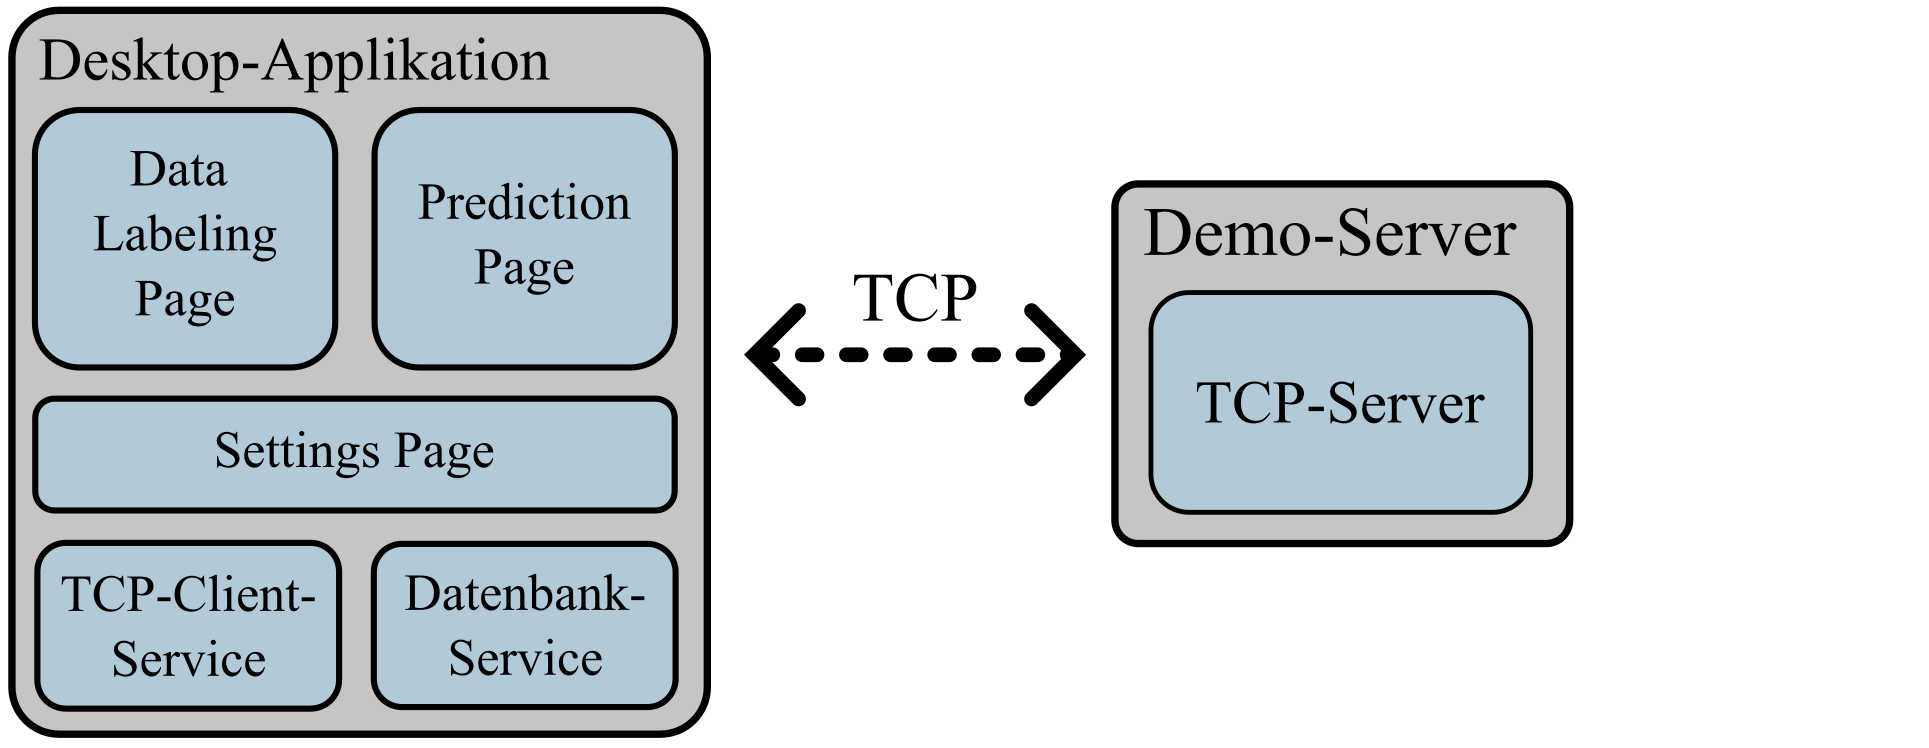 Desktop-Applikation
Data
Labeling
Page
Prediction
Page
Settings Page
TCP-Client-
Service
Datenbank-
Service
TCP
Demo-Server
TCP-Server